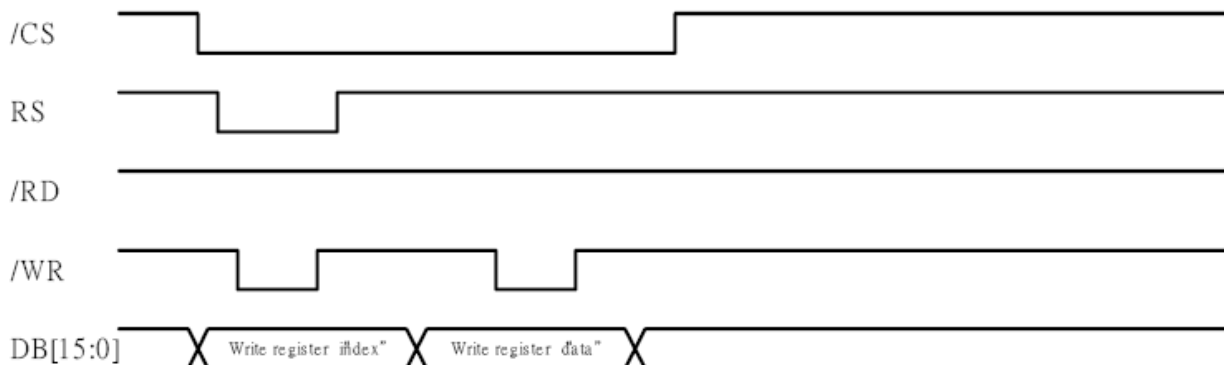 /CS
RS
/RD
/WR
DB[15:0]
Write register index"
Write register data"